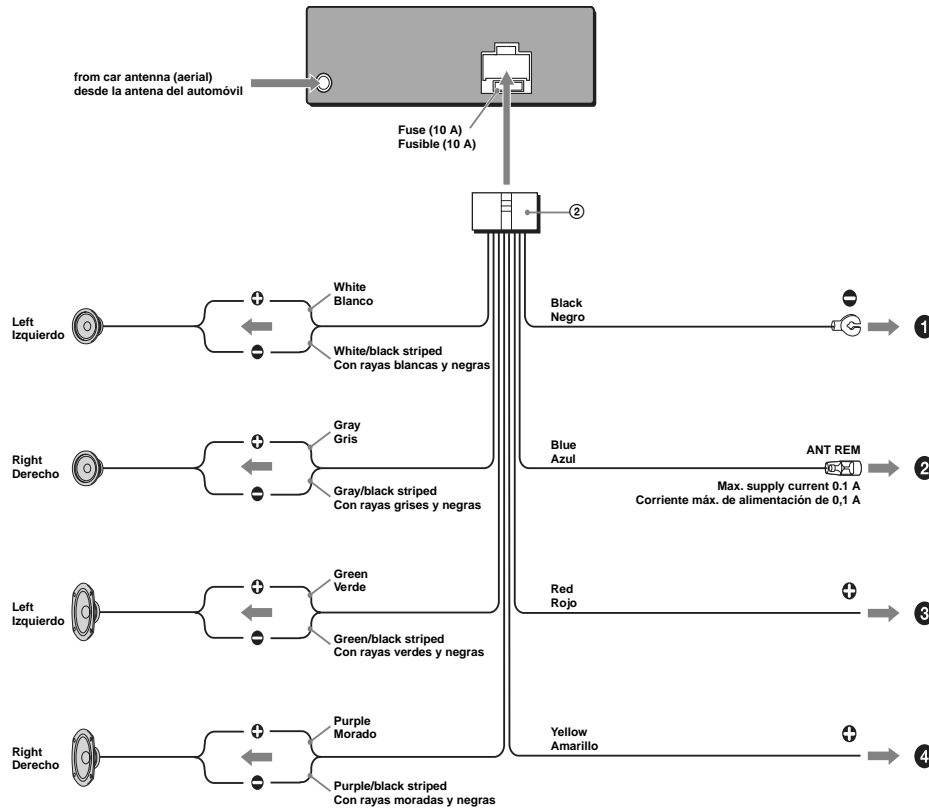 from car antenna (aerial)
desde la antena del automóvil
Fuse (10 A)
Fusible (10 A)
②
White
Blanco
Left
Izquierdo
White/black striped
Con rayas blancas y negras
Black
Negro
❶
Gray
Gris
Right
Derecho
Gray/black striped
Con rayas grises y negras
Blue
Azul
ANT REM
❷
Max. supply current 0.1 A
Corriente máx. de alimentación de 0,1 A
Green
Verde
Left
Izquierdo
Green/black striped
Con rayas verdes y negras
Red
Rojo
❸
Purple
Morado
Right
Derecho
Purple/black striped
Con rayas moradas y negras
Yellow
Amarillo
❹